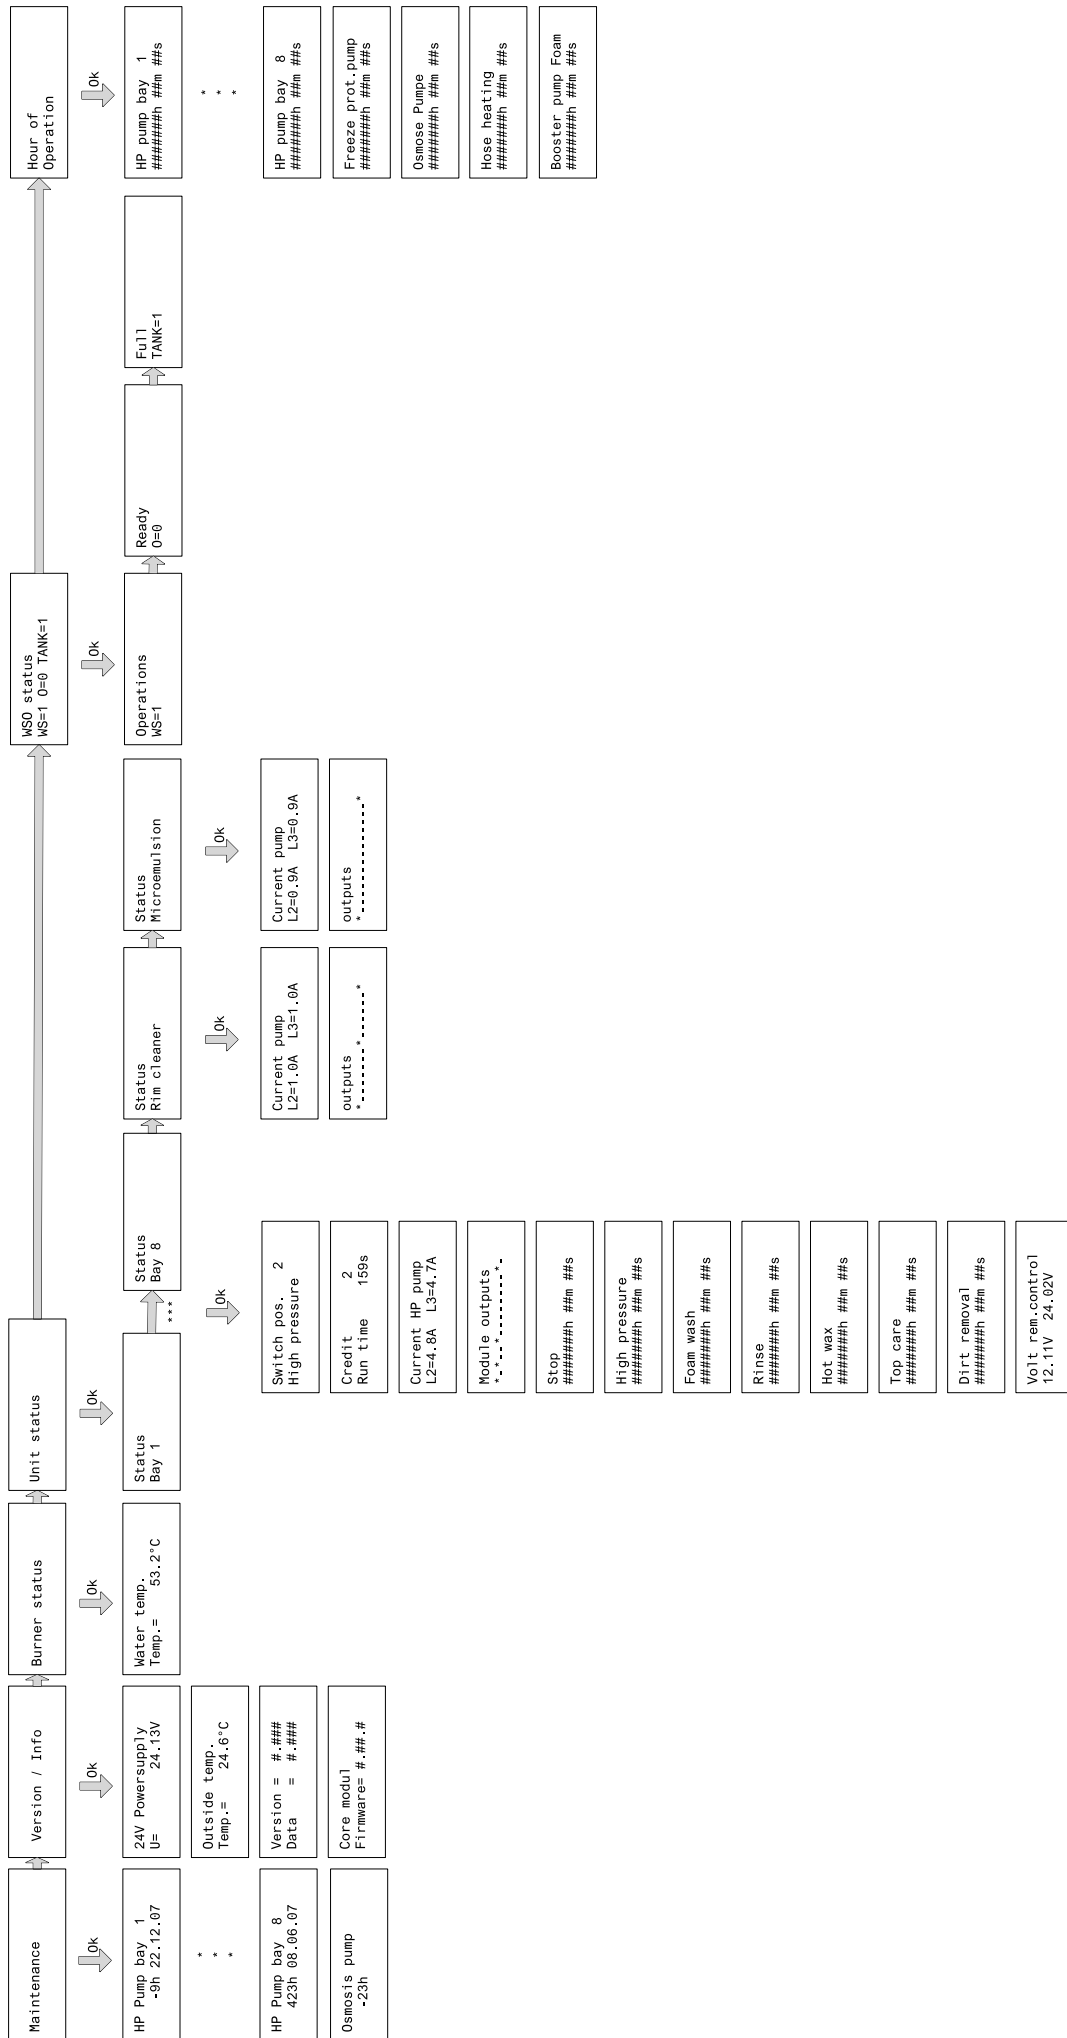 Maintenance
Ok
HP Pump bay  1
-9h 22.12.07
*
*
*
HP Pump bay  8
423h 08.06.07
Osmosis pump
-23h
Version / Info
Ok
24V Powersupply
U=      24.13V
Outside temp.
Temp.=   24.6°C
Version = #.###
Data    = #.###
Core modul
Firmware= #.##.#
Burner status
Ok
Water temp.
Temp.=   53.2°C
Unit status
Ok
Status
Bay 1
***
Status
Bay 8
Ok
Switch pos.  2
High pressure
Credit       2
Run time   159s
Current HP pump
L2=4.8A  L3=4.7A
Module outputs
*-*--*---------*-
Stop
#######h ##m ##s
High pressure
#######h ##m ##s
Foam wash
#######h ##m ##s
Rinse
#######h ##m ##s
Hot wax
#######h ##m ##s
Top care
#######h ##m ##s
Dirt removal
#######h ##m ##s
Volt rem.control
12.11V  24.02V
Status
Rim cleaner
Ok
Current pump
L2=1.0A  L3=1.0A
outputs
*-------*------*
Status
Microemulsion
Ok
Current pump
L2=0.9A  L3=0.9A
outputs
*--------------*
WSO status
WS=1 O=0 TANK=1
Ok
Operations
WS=1
Ready
O=0
Full
TANK=1
Hour of
Operation
Ok
HP pump bay  1
#######h ##m ##s
*
*
*
HP pump bay  8
#######h ##m ##s
Freeze prot.pump
#######h ##m ##s
Osmose Pumpe
#######h ##m ##s
Hose heating
#######h ##m ##s
Booster pump Foam
#######h ##m ##s